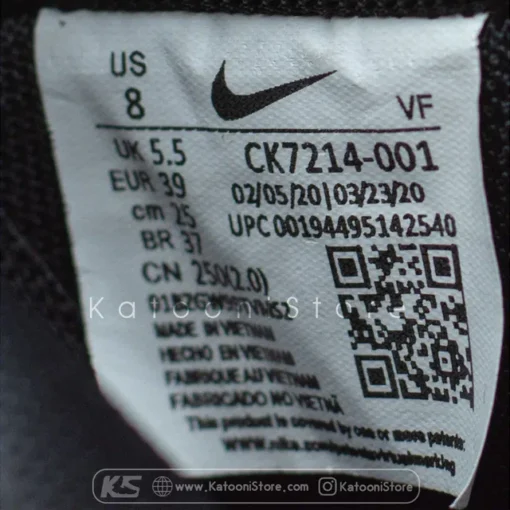 US
8
VF
UK 5.5
CK7214-001
EUR 39
02/05/20|03/23/20
cm 25
UPC 00194495142540
BR 37
CN 250(2.0)
KatooniStore
MADE IN VIETNAM
HECHO EN VIETNAM
FABRIQUE AU VIETNAM
FABRICADO NO VIETNÃ
This product is covered by one or more patents:
KS www.KatooniStore.com KatooniStore